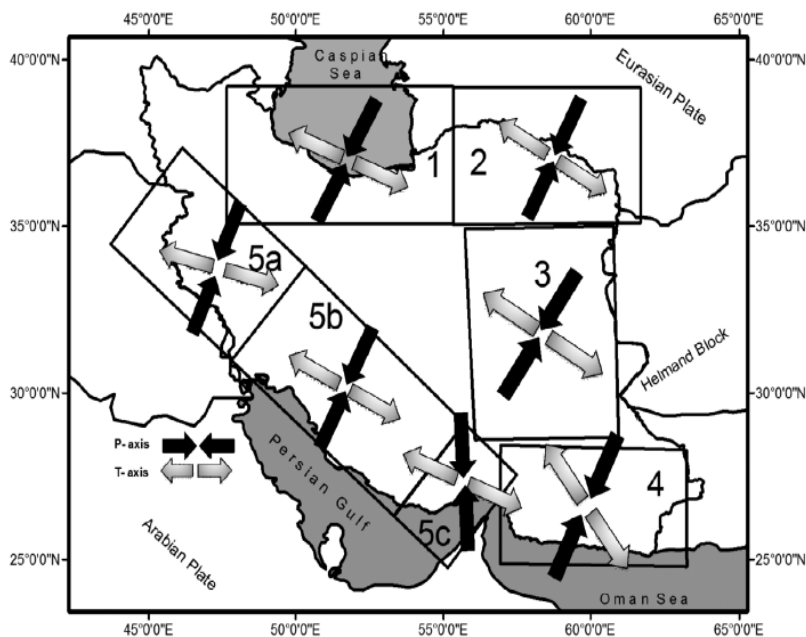 45°0'0"E 50°0'0"E 55°0'0"E 60°0'0"E 65°0'0"E
40°0'0"N
40°0'0"N
Caspian
Sea
Eurasian Plate
1
2
35°0'0"N
35°0'0"N
5a
3
5b
Helmand Block
30°0'0"N
30°0'0"N
P-axis
T-axis
Persian Gulf
4
Arabian Plate
5c
25°0'0"N
25°0'0"N
Oman Sea
45°0'0"E 50°0'0"E 55°0'0"E 60°0'0"E 65°0'0"E